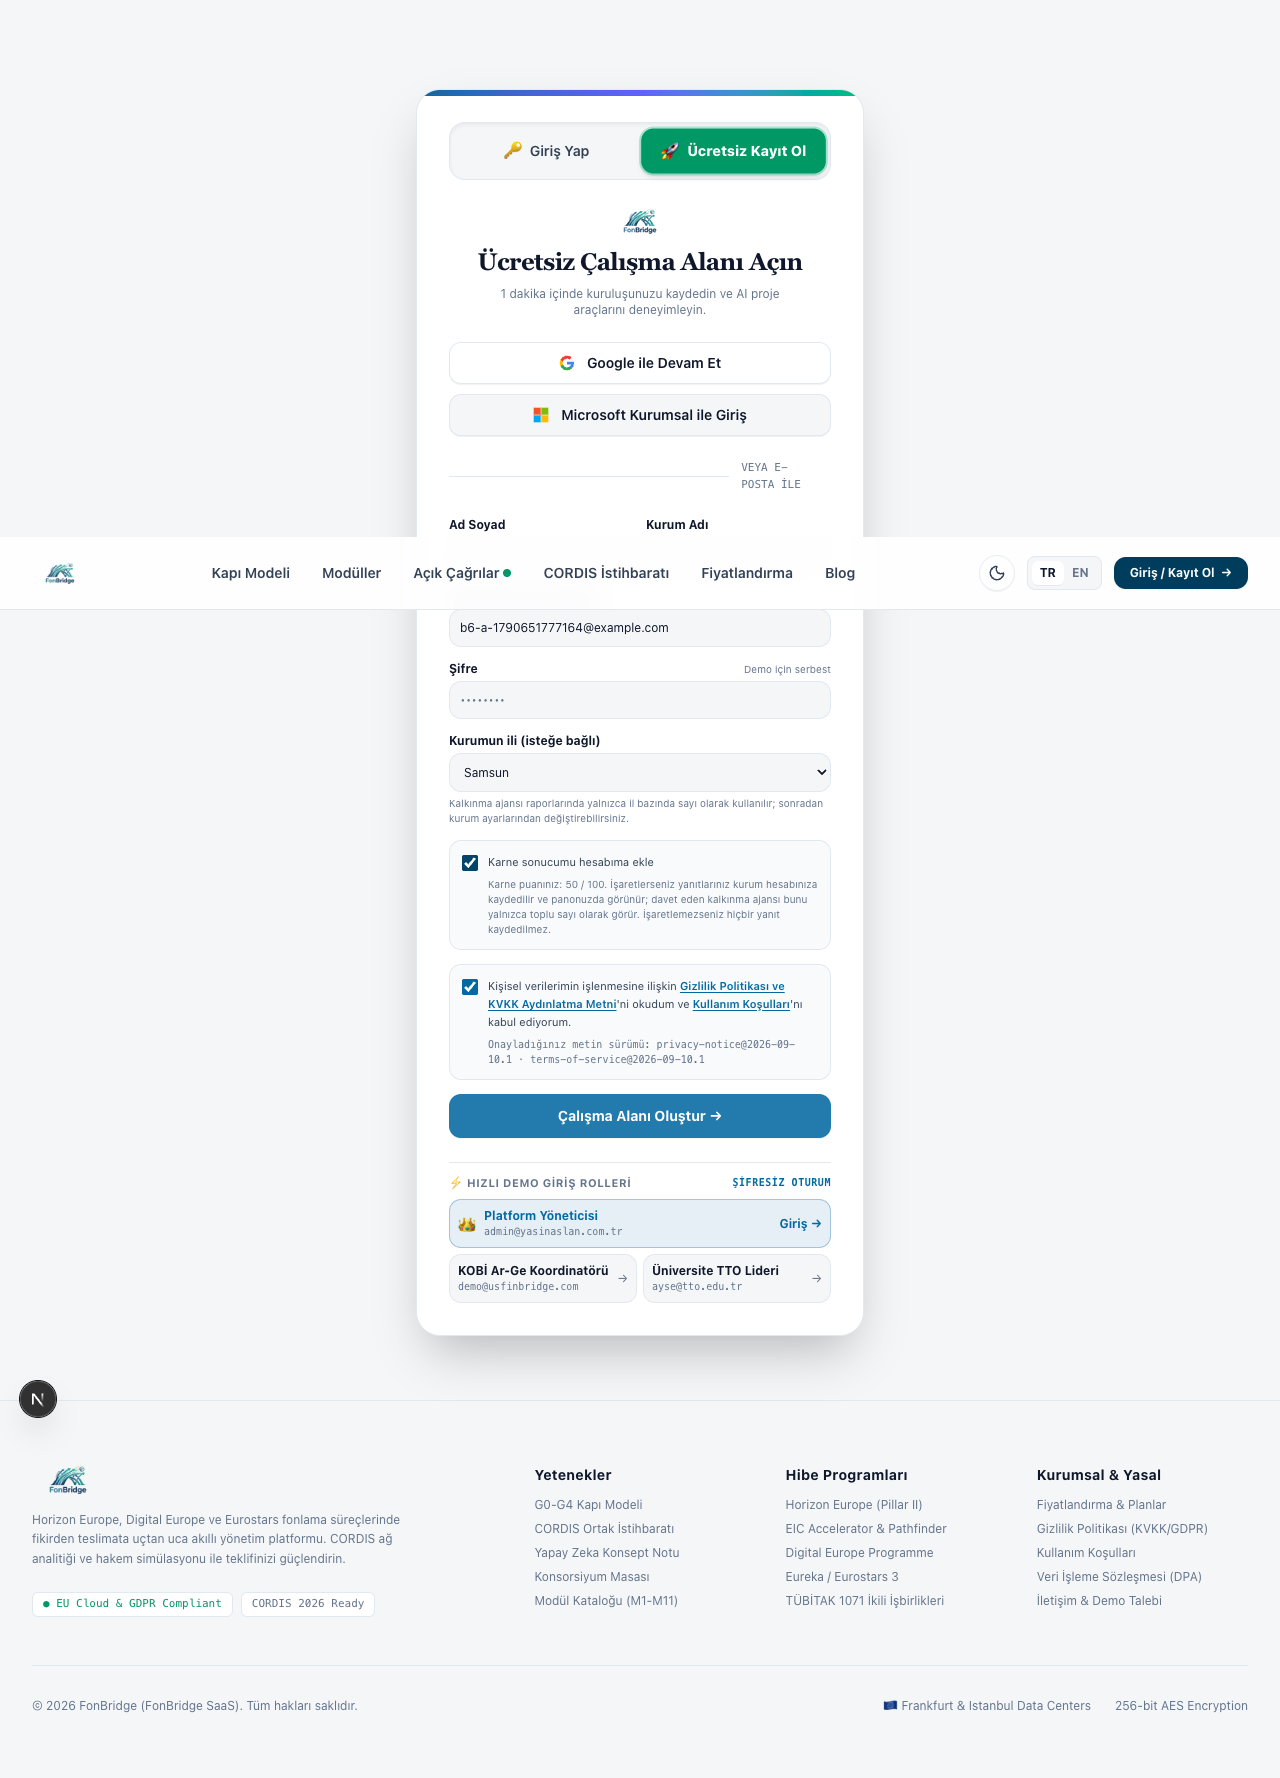 Giriş Yap
Ücretsiz Kayıt Ol
FonBridge
Ücretsiz Çalışma Alanı Açın
1 dakika içinde kuruluşunuzu kaydedin ve AI proje
araçlarını deneyimleyin.
Google ile Devam Et
Microsoft Kurumsal ile Giriş
VEYA E-
POSTA İLE
Ad Soyad
Kurum Adı
FonBridge
Kapı Modeli
Modüller
Açık Çağrılar
CORDIS İstihbaratı
Fiyatlandırma
Blog
TR
EN
Giriş / Kayıt Ol →
b6-a-1790651777164@example.com
Şifre
Demo için serbest
••••••••
Kurumun ili (isteğe bağlı)
Samsun
Kalkınma ajansı raporlarında yalnızca il bazında sayı olarak kullanılır; sonradan
kurum ayarlarından değiştirebilirsiniz.
Karne sonucumu hesabıma ekle
Karne puanınız: 50 / 100. İşaretlerseniz yanıtlarınız kurum hesabınıza
kaydedilir ve panonuzda görünür; davet eden kalkınma ajansı bunu
yalnızca toplu sayı olarak görür. İşaretlemezseniz hiçbir yanıt
kaydedilmez.
Kişisel verilerimin işlenmesine ilişkin Gizlilik Politikası ve
KVKK Aydınlatma Metni'ni okudum ve Kullanım Koşulları'nı
kabul ediyorum.
Onayladığınız metin sürümü: privacy-notice@2026-09-
10.1 · terms-of-service@2026-09-10.1
Çalışma Alanı Oluştur →
⚡ HIZLI DEMO GİRİŞ ROLLERİ
ŞİFRESİZ OTURUM
Platform Yöneticisi
admin@yasinaslan.com.tr
Giriş →
KOBİ Ar-Ge Koordinatörü
demo@usfinbridge.com
→
Üniversite TTO Lideri
ayse@tto.edu.tr
→
N
FonBridge
Horizon Europe, Digital Europe ve Eurostars fonlama süreçlerinde
fikirden teslimata uçtan uca akıllı yönetim platformu. CORDIS ağ
analitiği ve hakem simülasyonu ile teklifinizi güçlendirin.
● EU Cloud & GDPR Compliant
CORDIS 2026 Ready
Yetenekler
G0-G4 Kapı Modeli
CORDIS Ortak İstihbaratı
Yapay Zeka Konsept Notu
Konsorsiyum Masası
Modül Kataloğu (M1-M11)
Hibe Programları
Horizon Europe (Pillar II)
EIC Accelerator & Pathfinder
Digital Europe Programme
Eureka / Eurostars 3
TÜBİTAK 1071 İkili İşbirlikleri
Kurumsal & Yasal
Fiyatlandırma & Planlar
Gizlilik Politikası (KVKK/GDPR)
Kullanım Koşulları
Veri İşleme Sözleşmesi (DPA)
İletişim & Demo Talebi
© 2026 FonBridge (FonBridge SaaS). Tüm hakları saklıdır.
Frankfurt & Istanbul Data Centers
256-bit AES Encryption